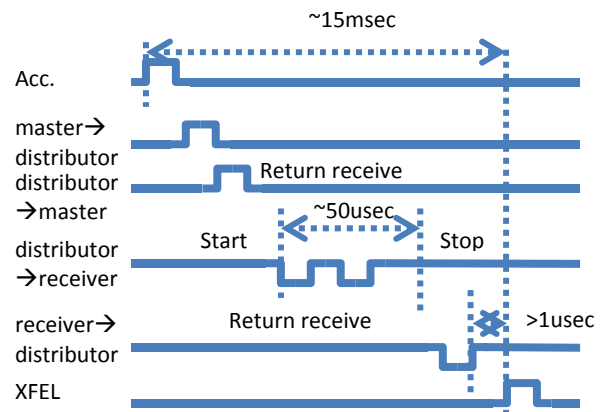 ~15msec
Acc.
master→
distributor
distributor
Return receive
→master
~50usec
Start
Stop
distributor
→receiver
receiver→
Return receive
>1usec
distributor
XFEL